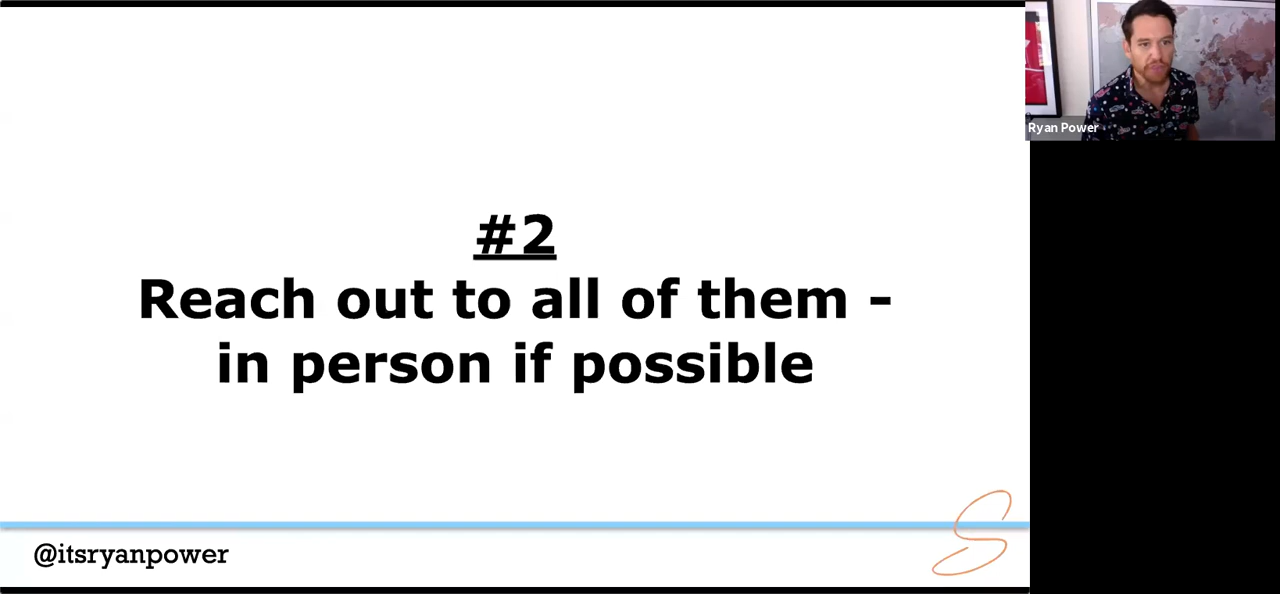 #2
Reach out to all of them -
in person if possible
@itsryanpower
Ryan Power